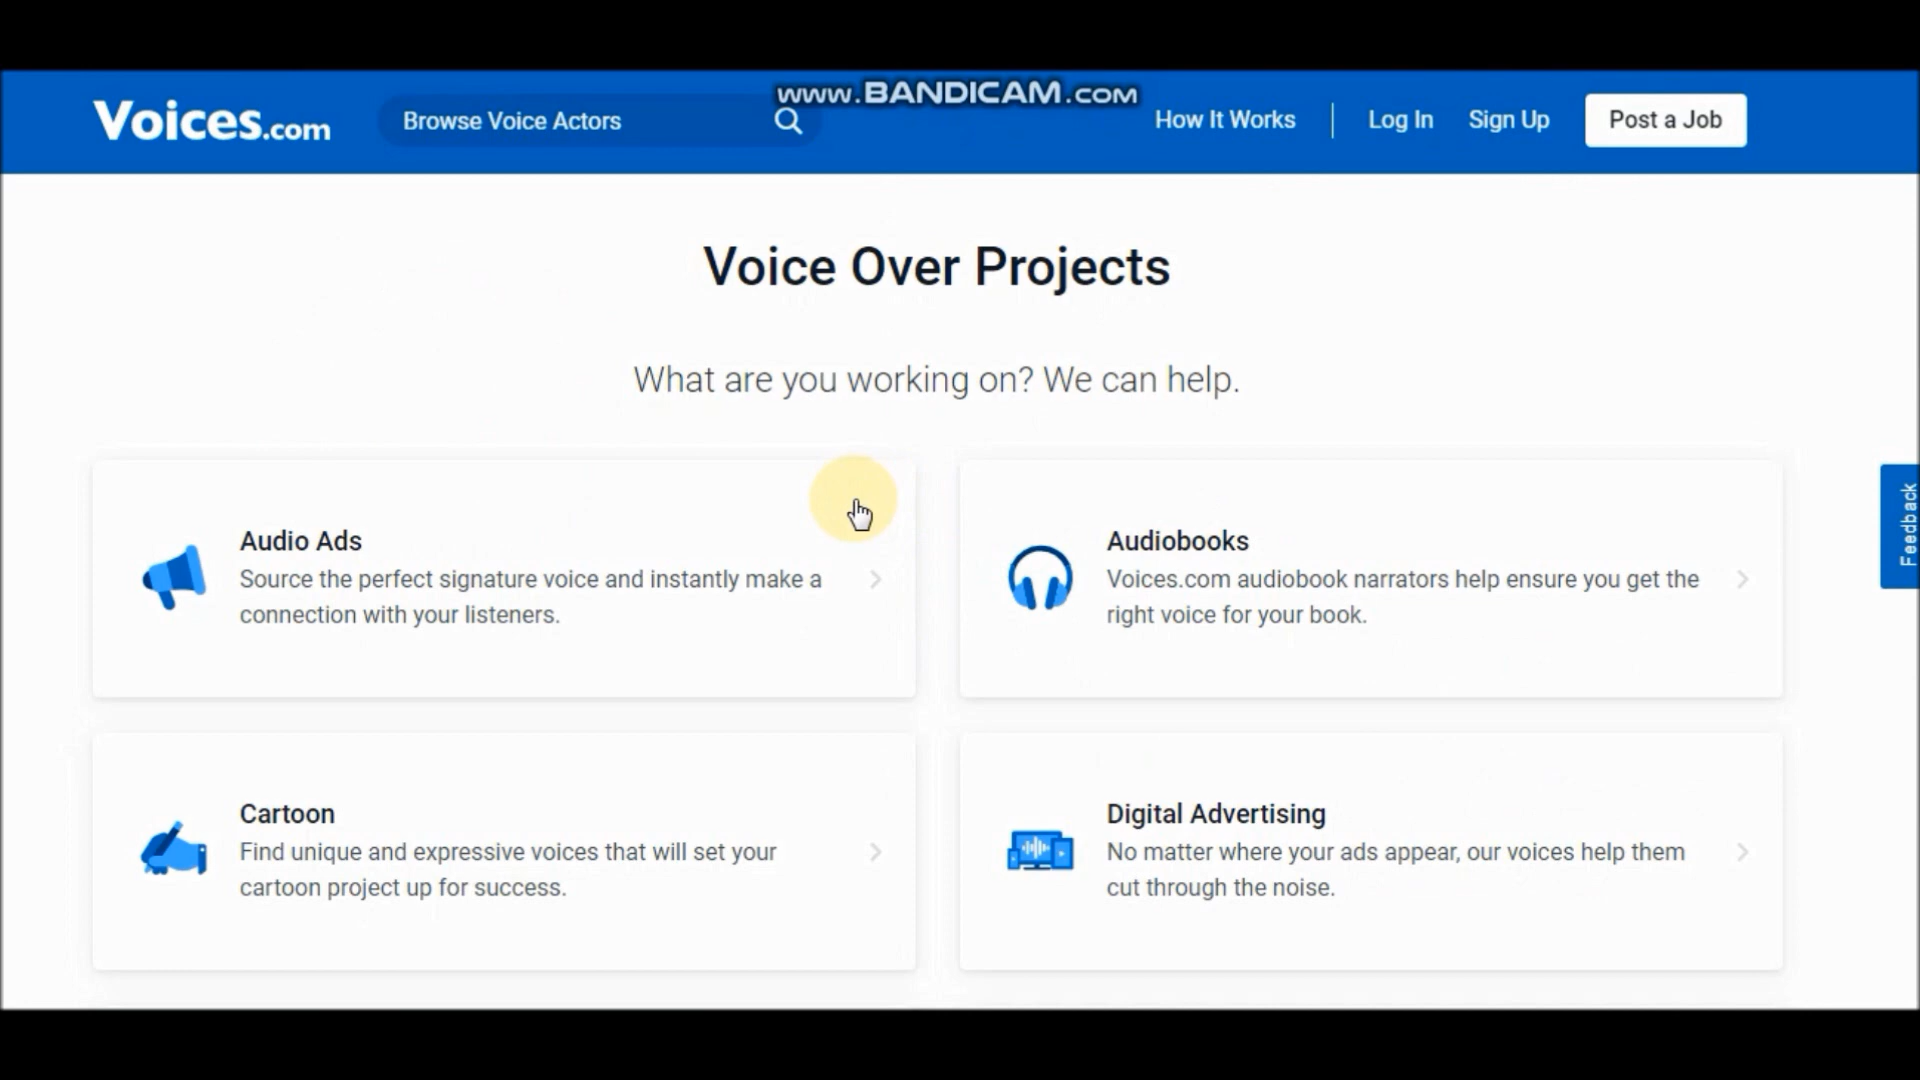 www.BANDICAM.com
Voices.com
Browse Voice Actors
How It Works
Log In
Sign Up
Post a Job
Voice Over Projects
What are you working on? We can help.
Audio Ads
Source the perfect signature voice and instantly make a
connection with your listeners.
Audiobooks
Voices.com audiobook narrators help ensure you get the
right voice for your book.
Feedback
Cartoon
Find unique and expressive voices that will set your
cartoon project up for success.
Digital Advertising
No matter where your ads appear, our voices help them
cut through the noise.